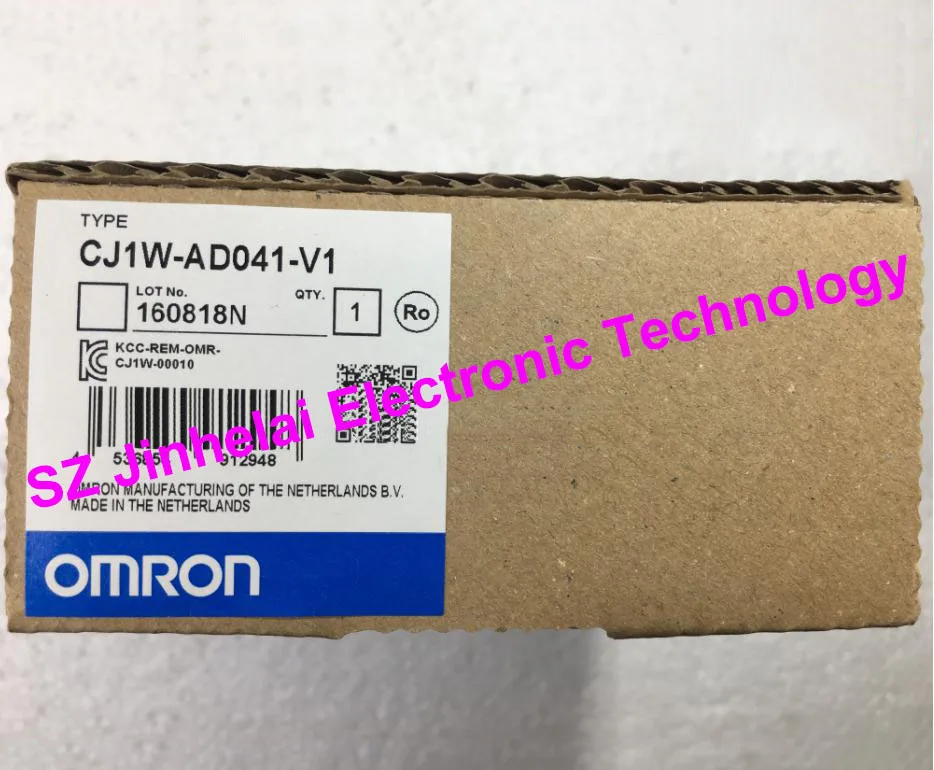 TYPE
CJ1W-AD041-V1
LOT No.
QTY.
160818N
1
Ro
KCC-REM-OMR-
CJ1W-00010
912948
SZ Jinhelai Electronic Technology
OMRON MANUFACTURING OF THE NETHERLANDS B.V.
MADE IN THE NETHERLANDS
OMRON